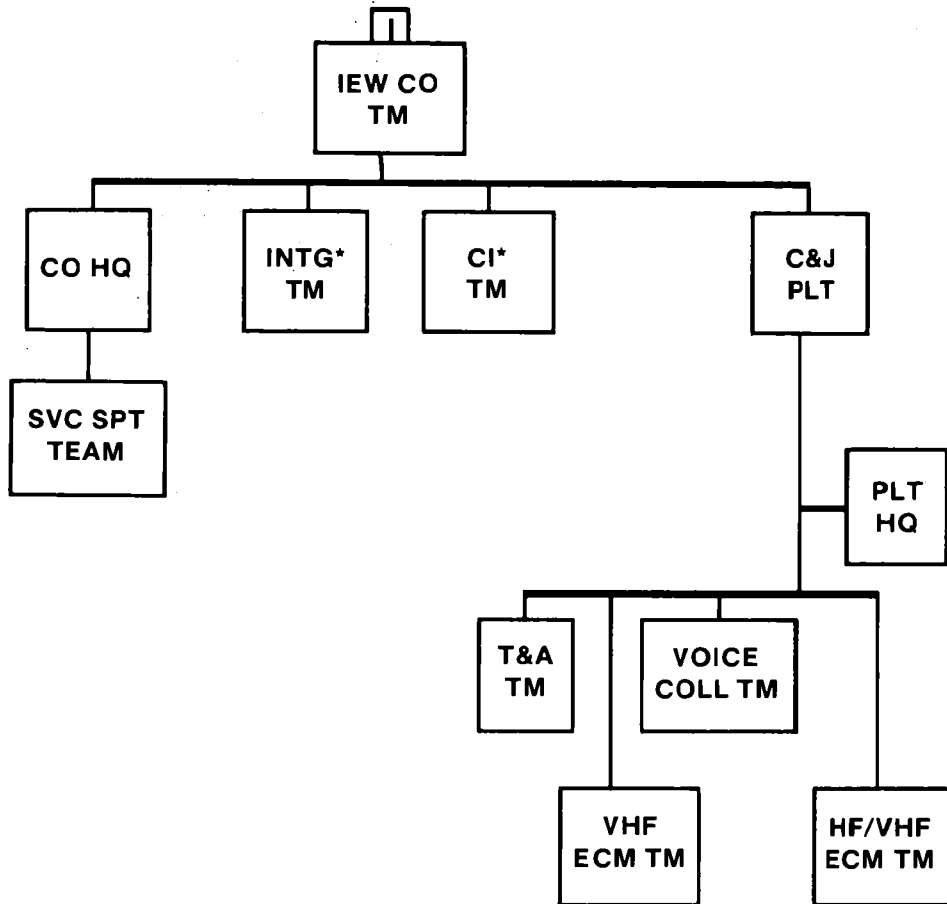 IEW CO
TM
CO HQ
INTG*
TM
CI*
TM
C&J
PLT
SVC SPT
TEAM
PLT
HQ
T&A
TM
VOICE
COLL TM
VHF
ECM TM
HF/VHF
ECM TM